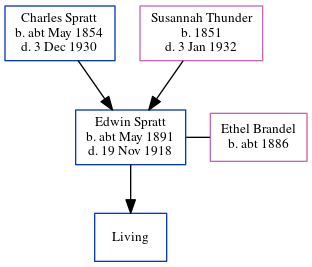 Charles Spratt
b. abt May 1854
d. 3 Dec 1930
Susannah Thunder
b. 1851
d. 3 Jan 1932
Edwin Spratt
b. abt May 1891
d. 19 Nov 1918
Ethel Brandel
b. abt 1886
Living